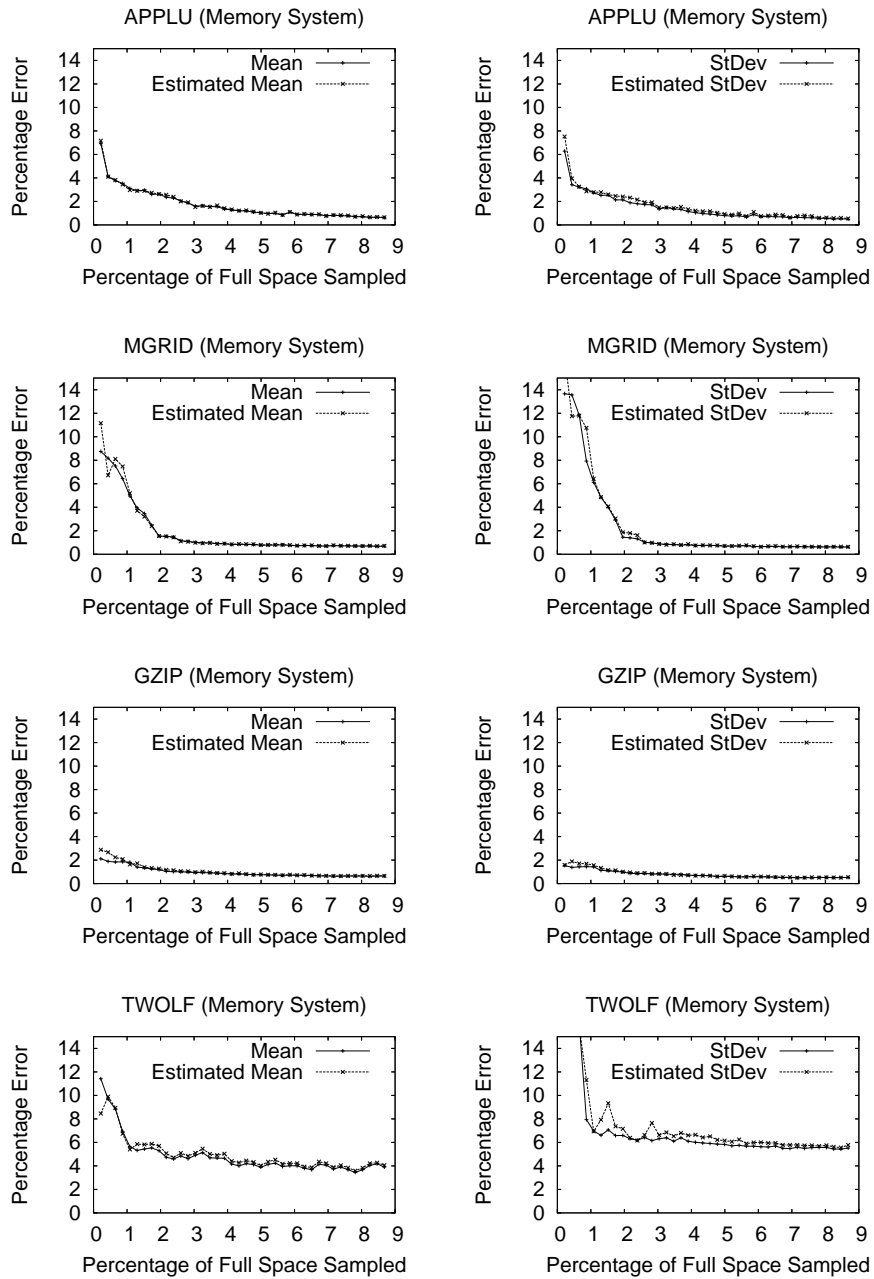 APPLU (Memory System)
Percentage Error
14
12
10
8
6
4
2
0
Mean
Estimated Mean
0 1 2 3 4 5 6 7 8 9
Percentage of Full Space Sampled
APPLU (Memory System)
Percentage Error
14
12
10
8
6
4
2
0
StDev
Estimated StDev
0 1 2 3 4 5 6 7 8 9
Percentage of Full Space Sampled
MGRID (Memory System)
Percentage Error
14
12
10
8
6
4
2
0
Mean
Estimated Mean
0 1 2 3 4 5 6 7 8 9
Percentage of Full Space Sampled
MGRID (Memory System)
Percentage Error
14
12
10
8
6
4
2
0
StDev
Estimated StDev
0 1 2 3 4 5 6 7 8 9
Percentage of Full Space Sampled
GZIP (Memory System)
Percentage Error
14
12
10
8
6
4
2
0
Mean
Estimated Mean
0 1 2 3 4 5 6 7 8 9
Percentage of Full Space Sampled
GZIP (Memory System)
Percentage Error
14
12
10
8
6
4
2
0
StDev
Estimated StDev
0 1 2 3 4 5 6 7 8 9
Percentage of Full Space Sampled
TWOLF (Memory System)
Percentage Error
14
12
10
8
6
4
2
0
Mean
Estimated Mean
0 1 2 3 4 5 6 7 8 9
Percentage of Full Space Sampled
TWOLF (Memory System)
Percentage Error
14
12
10
8
6
4
2
0
StDev
Estimated StDev
0 1 2 3 4 5 6 7 8 9
Percentage of Full Space Sampled